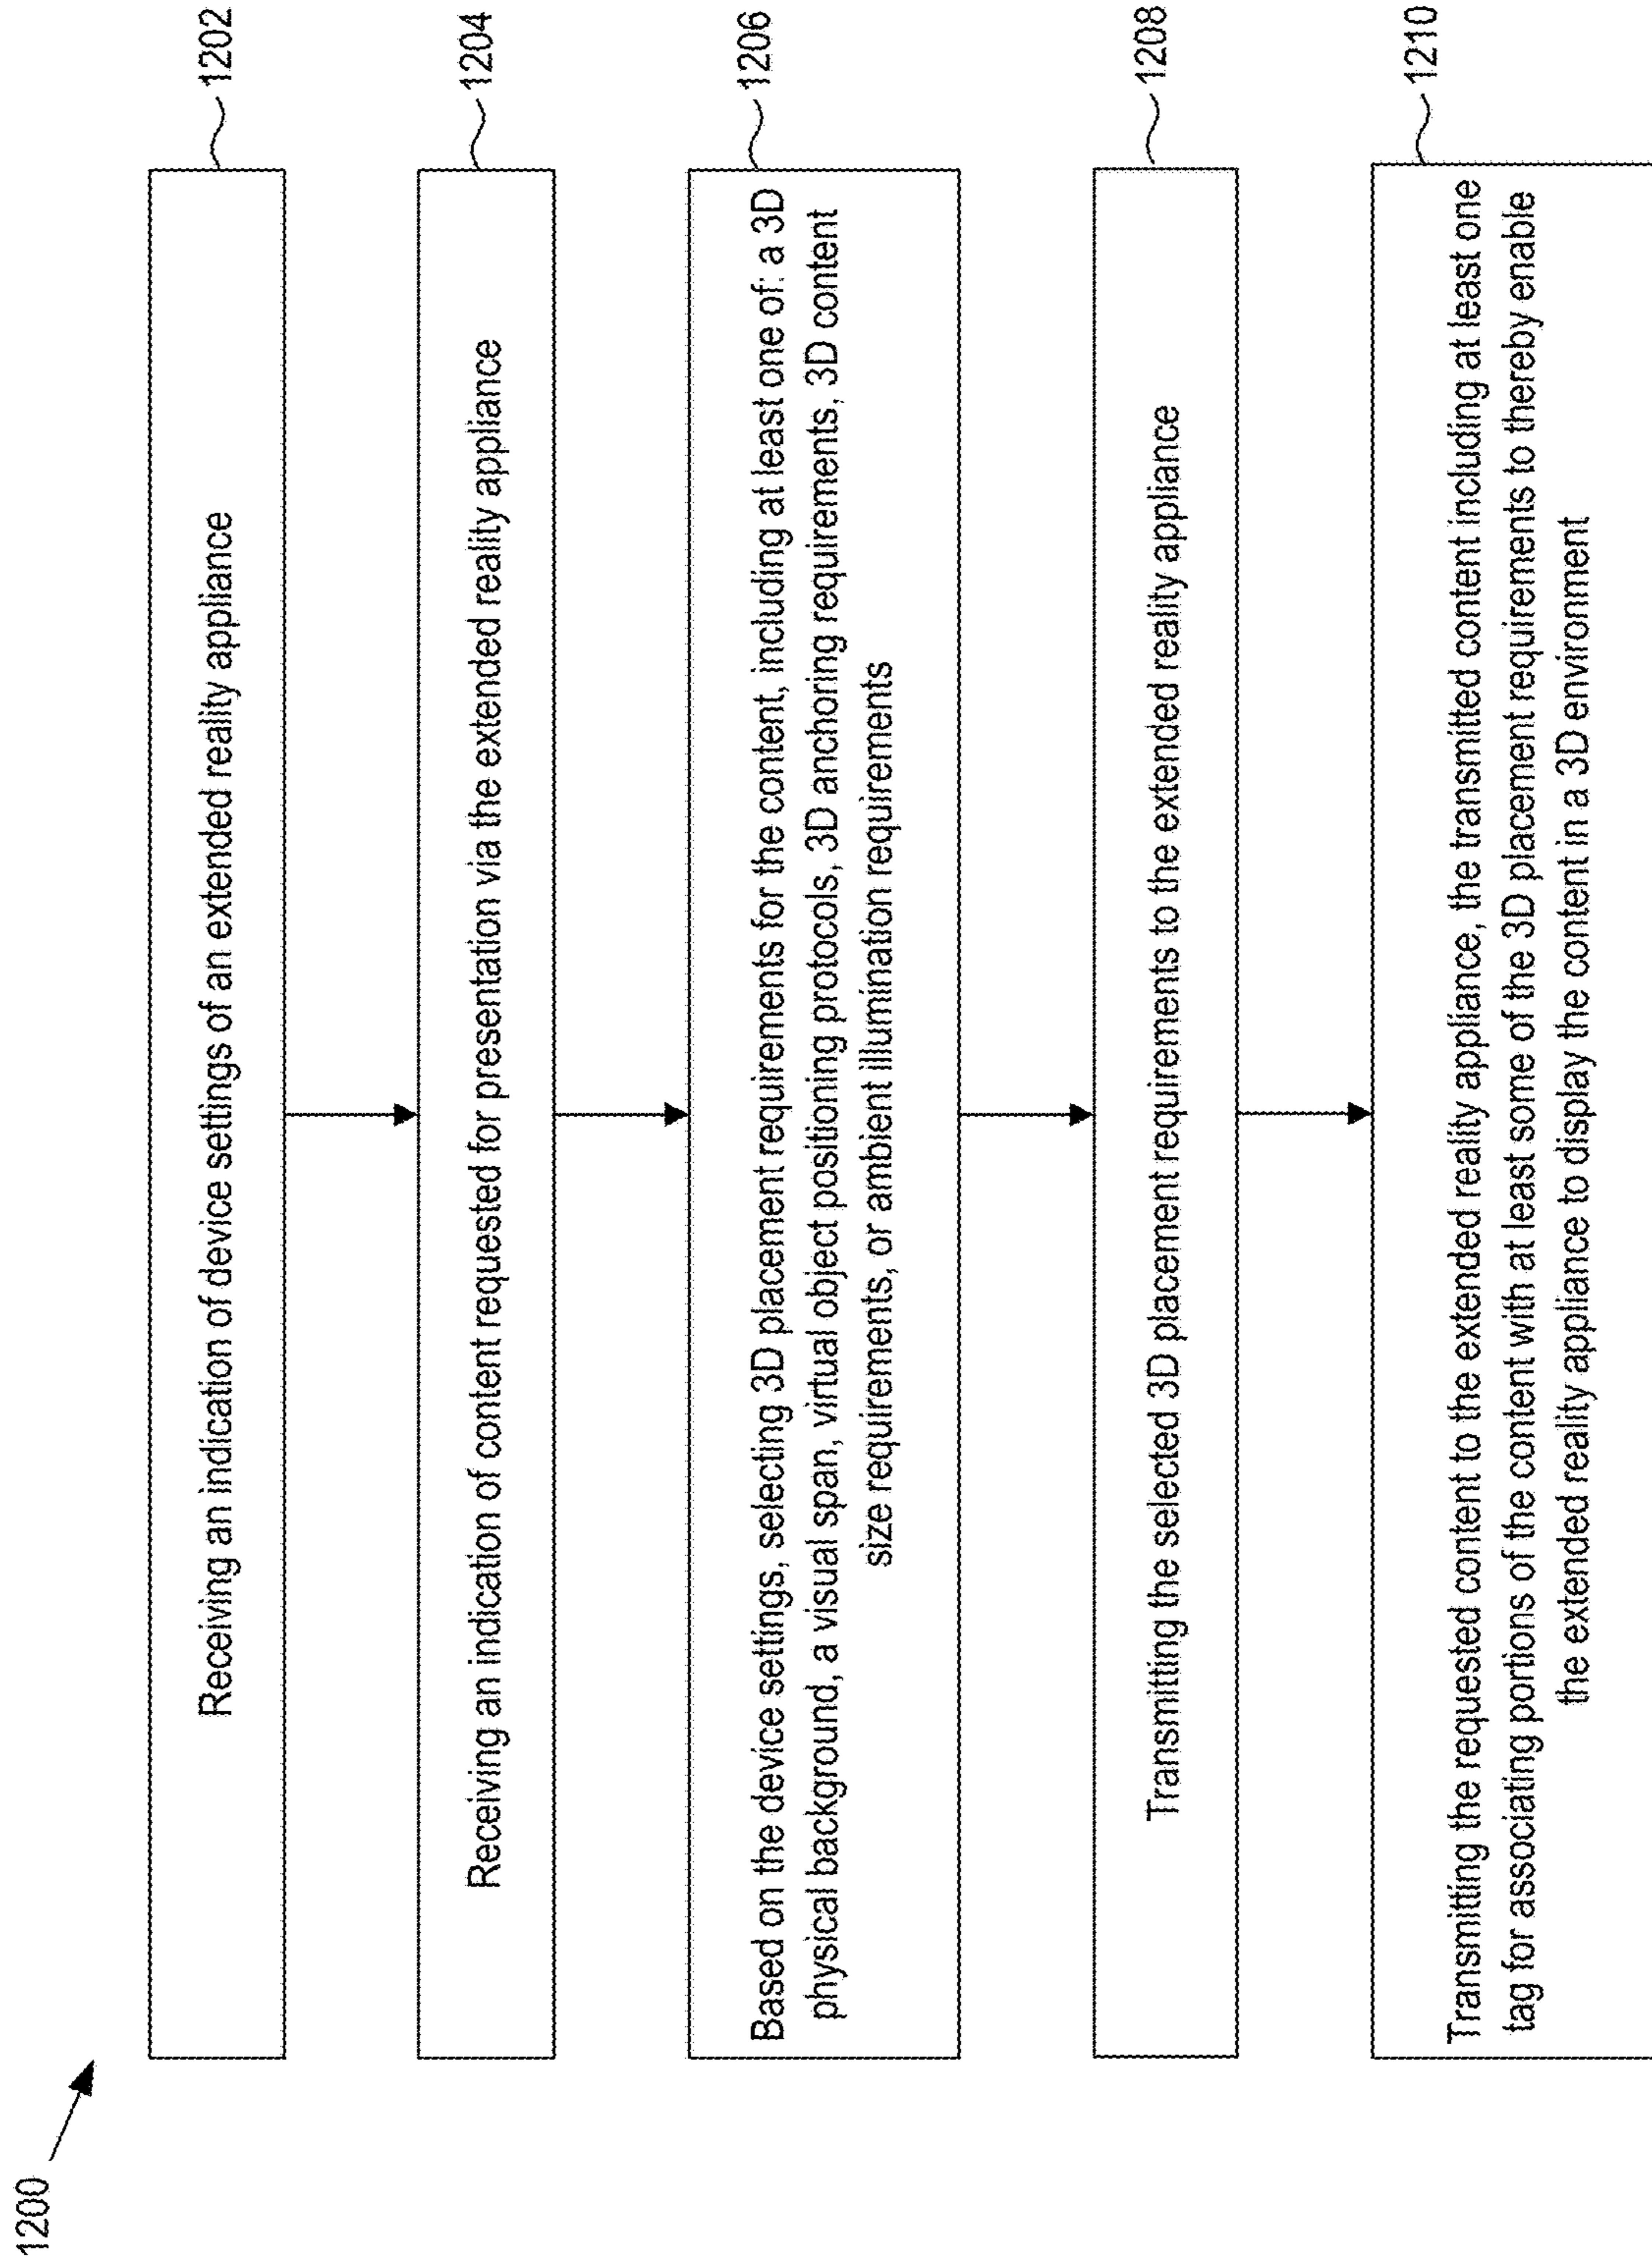 1200
Receiving an indication of device settings of an extended reality appliance
1202
Receiving an indication of content requested for presentation via the extended reality appliance
1204
Based on the device settings, selecting 3D placement requirements for the content, including at least one of: a 3D
physical background, a visual span, virtual object positioning protocols, 3D anchoring requirements, 3D content
size requirements, or ambient illumination requirements
1206
Transmitting the selected 3D placement requirements to the extended reality appliance
1208
Transmitting the requested content to the extended reality appliance, the transmitted content including at least one
tag for associating portions of the content with at least some of the 3D placement requirements to thereby enable
the extended reality appliance to display the content in a 3D environment
1210